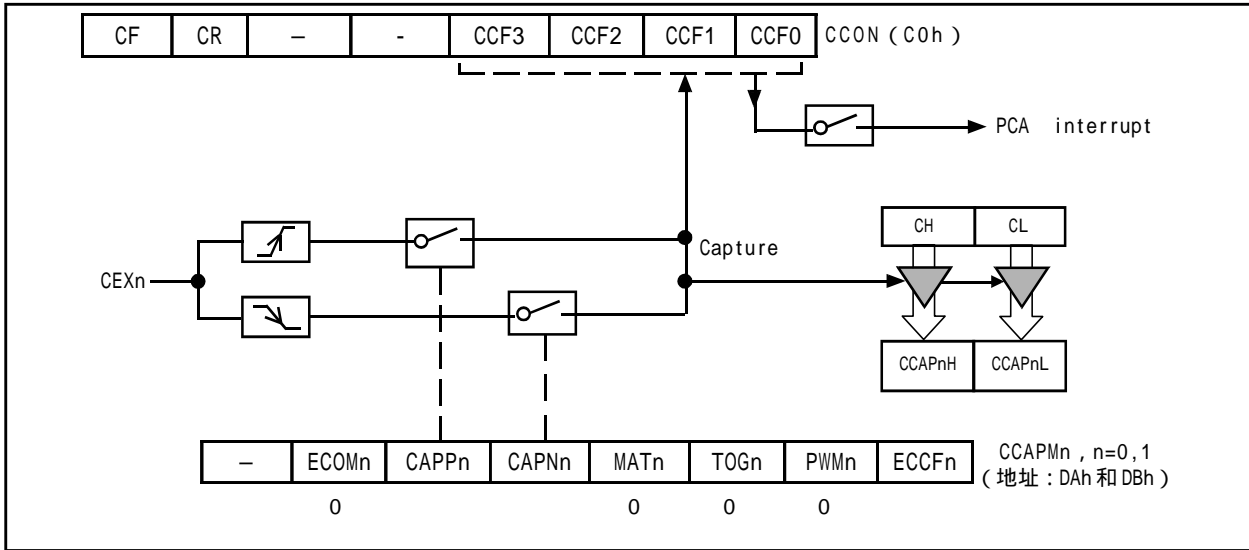 CF CR – - CCF3 CCF2 CCF1 CCF0 CCON(C0h)
PCA interrupt
CH CL
Capture
CEXn
CCAPnH CCAPnL
– ECOMn CAPPn CAPNn MATn TOGn PWMn ECCFn CCAPMn,n=0,1
(地址:DAh和DBh)
0 0 0 0